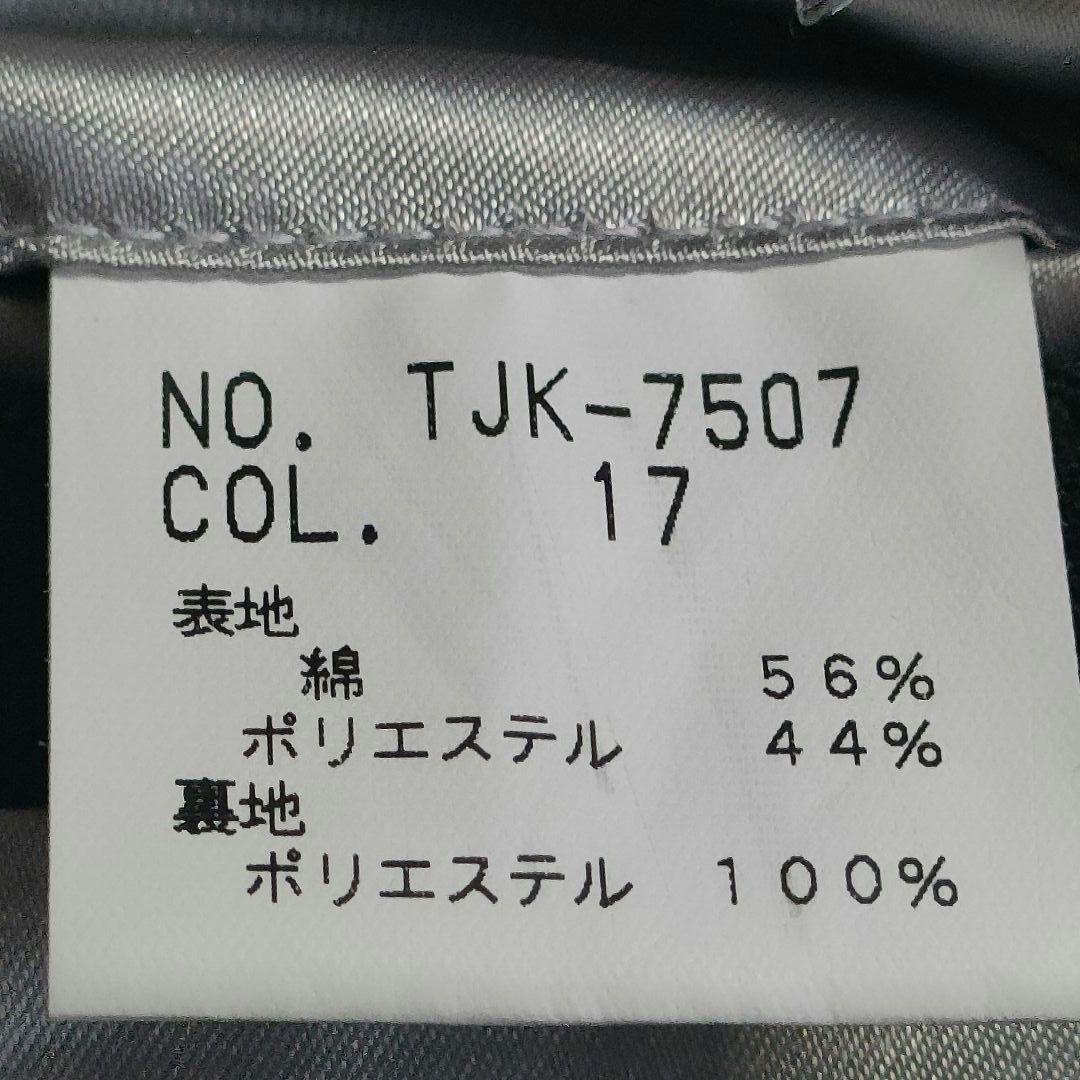 NO. TJK-7507
COL. 17
表地
綿 56%
ポリエステル 44%
裏地
ポリエステル 100%